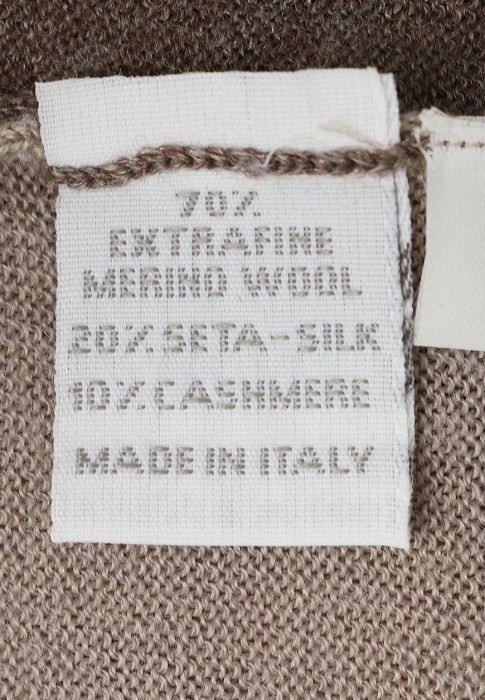 70%
EXTRAFINE
MERINO WOOL
20% SETA-SILK
10% CASHMERE
MADE IN ITALY